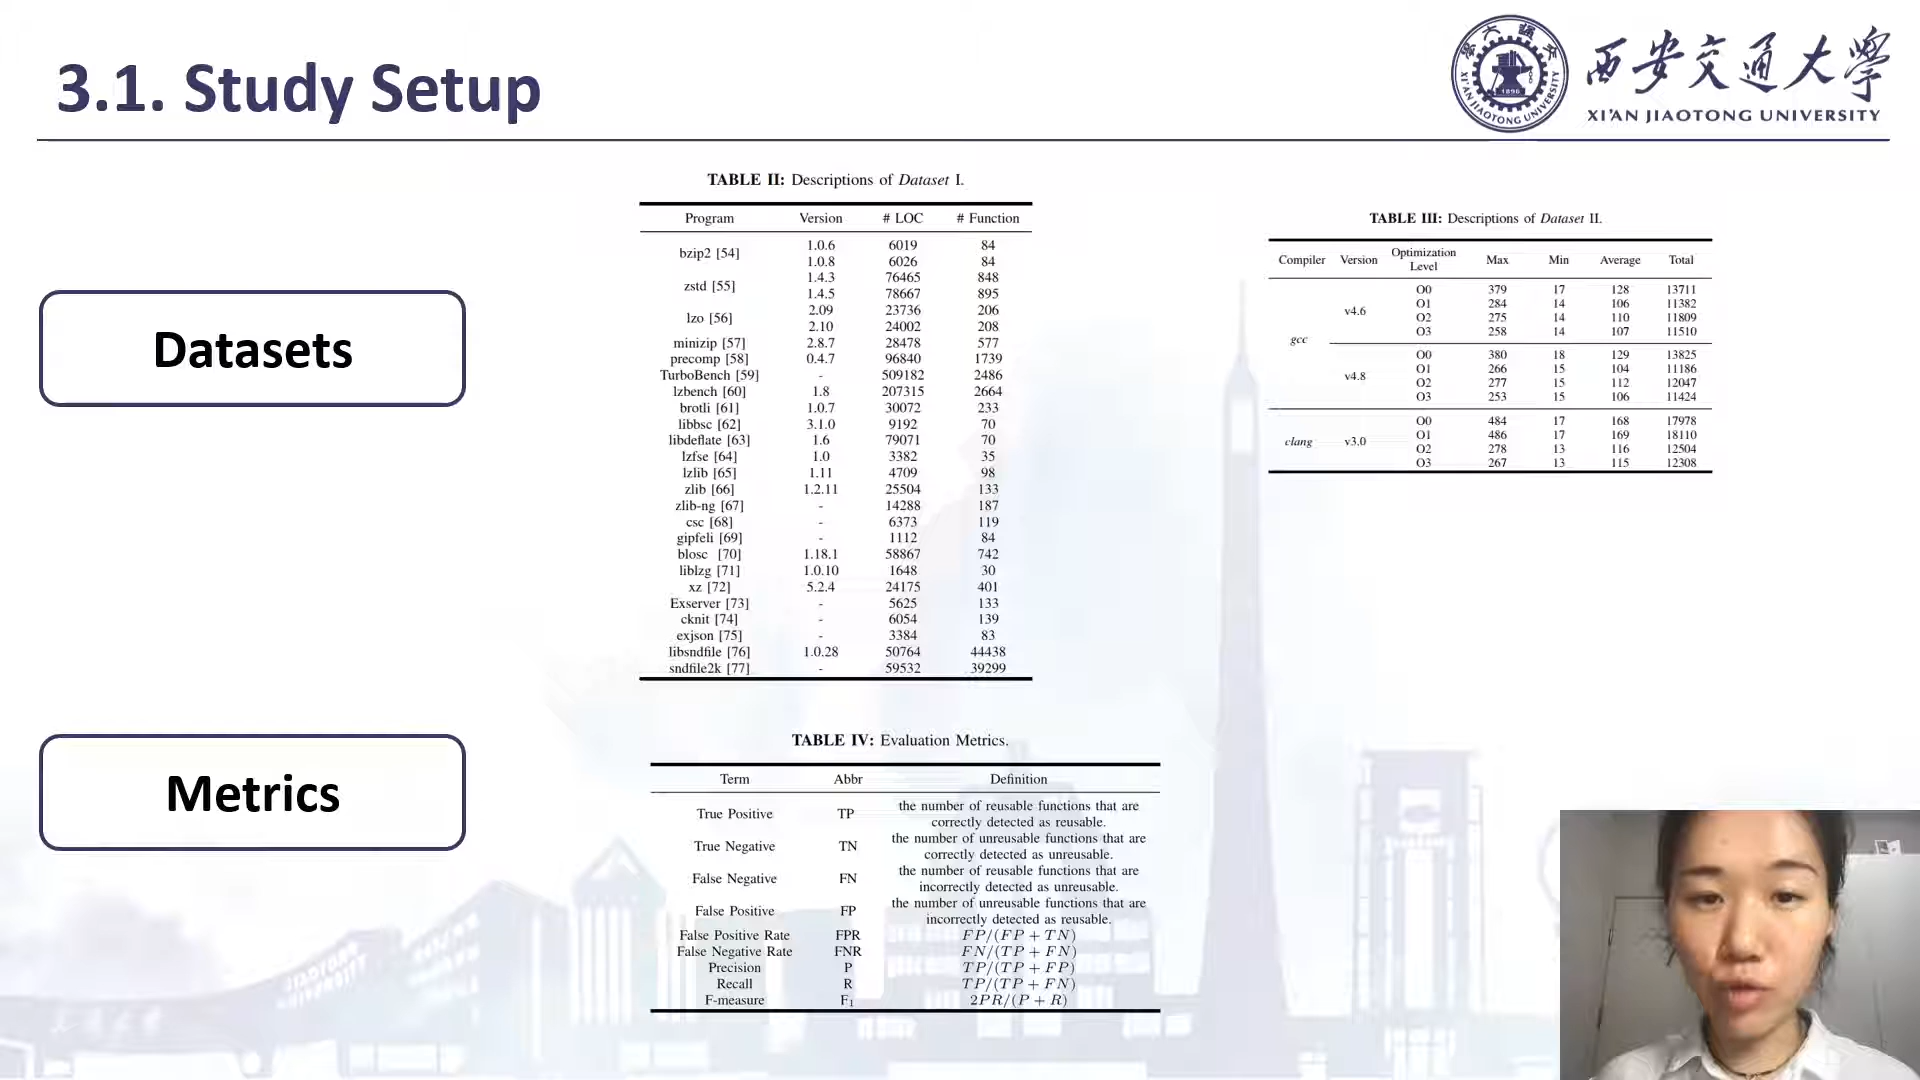 3.1. Study Setup
西安交通大學
XI'AN JIAOTONG UNIVERSITY
XI'AN JIAOTONG UNIVERSITY
1896
Datasets
TABLE II: Descriptions of Dataset I.
Program Version # LOC # Function
bzip2 [54] 1.0.6 6019 84
1.0.8 6026 84
zstd [55] 1.4.3 76465 848
1.4.5 78667 895
lzo [56] 2.09 23736 206
2.10 24002 208
minizip [57] 2.8.7 28478 577
precomp [58] 0.4.7 96840 1739
TurboBench [59] - 509182 2486
lzbench [60] 1.8 207315 2664
brotli [61] 1.0.7 30072 233
libbsc [62] 3.1.0 9192 70
libdeflate [63] 1.6 79071 70
lzfse [64] 1.0 3382 35
lzlib [65] 1.11 4709 98
zlib [66] 1.2.11 25504 133
zlib-ng [67] - 14288 187
csc [68] - 6373 119
gipfeli [69] - 1112 84
blosc [70] 1.18.1 58867 742
liblzg [71] 1.0.10 1648 30
xz [72] 5.2.4 24175 401
Exserver [73] - 5625 133
cknit [74] - 6054 139
exjson [75] - 3384 83
libsndfile [76] 1.0.28 50764 44438
sndfile2k [77] - 59532 39299
TABLE III: Descriptions of Dataset II.
Compiler Version Optimization Level Max Min Average Total
gcc v4.6 O0 379 17 128 13711
O1 284 14 106 11382
O2 275 14 110 11809
O3 258 14 107 11510
v4.8 O0 380 18 129 13825
O1 266 15 104 11186
O2 277 15 112 12047
O3 253 15 106 11424
clang v3.0 O0 484 17 168 17978
O1 486 17 169 18110
O2 278 13 116 12504
O3 267 13 115 12308
Metrics
TABLE IV: Evaluation Metrics.
Term Abbr Definition
True Positive TP the number of reusable functions that are
correctly detected as reusable.
True Negative TN the number of unreusable functions that are
correctly detected as unreusable.
False Negative FN the number of reusable functions that are
incorrectly detected as unreusable.
False Positive FP the number of unreusable functions that are
incorrectly detected as reusable.
False Positive Rate FPR FP/(FP + TN)
False Negative Rate FNR FN/(TP + FN)
Precision P TP/(TP + FP)
Recall R TP/(TP + FN)
F-measure F₁ 2PR/(P + R)